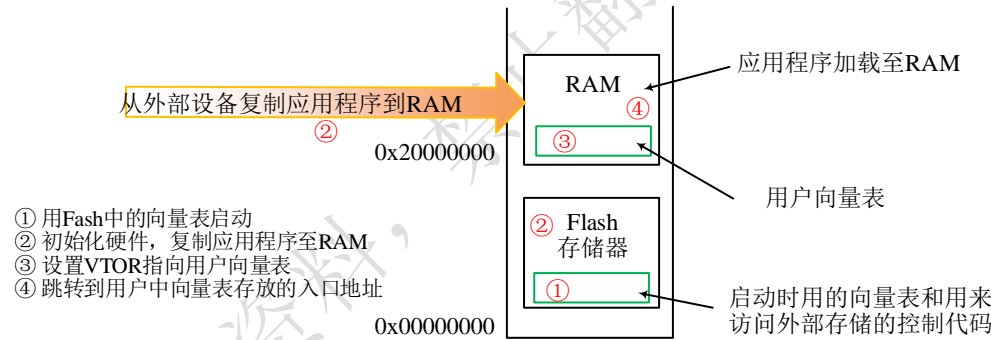 应用程序加载至RAM
RAM
从外部设备复制应用程序到RAM
④
②
③
0x20000000
用户向量表
① 用Fash中的向量表启动
② 初始化硬件，复制应用程序至RAM
③ 设置VTOR指向用户向量表
④ 跳转到用户中向量表存放的入口地址
② Flash
存储器
①
启动时用的向量表和用来
访问外部存储的控制代码
0x00000000